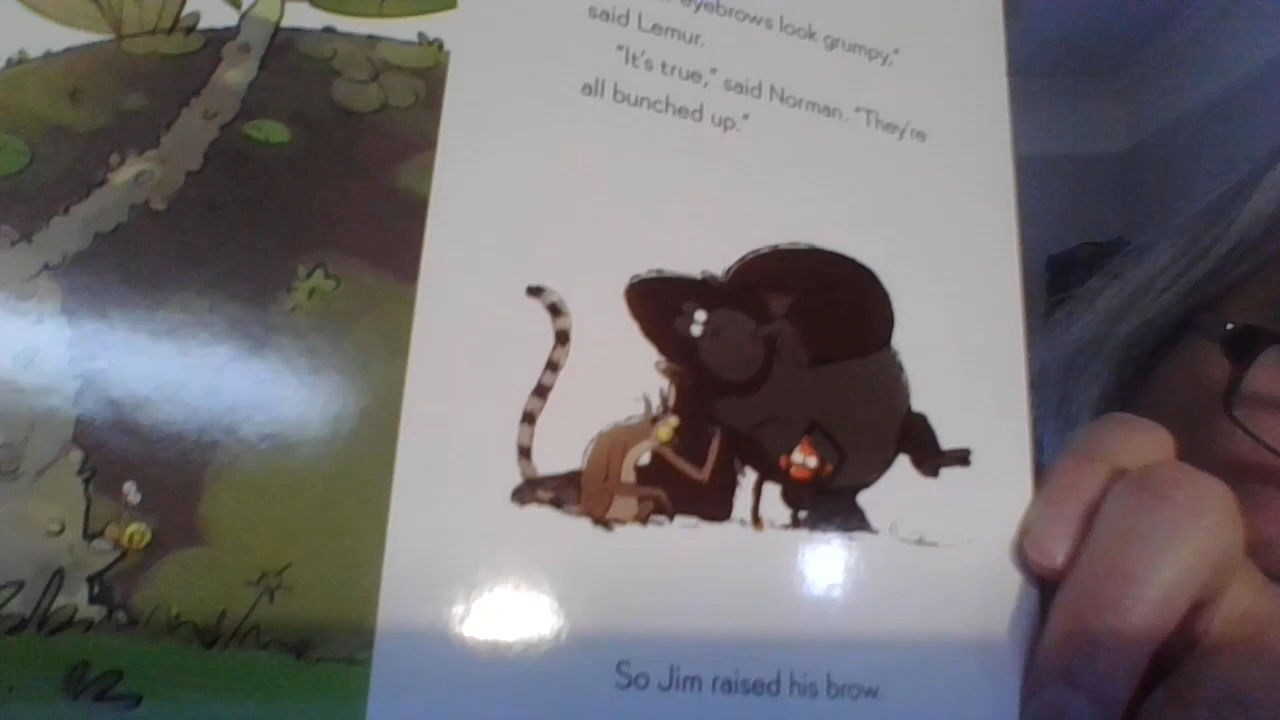 eyebrows look grumpy,"
said Lemur.
"It's true," said Norman. "They're
all bunched up."
So Jim raised his brow.